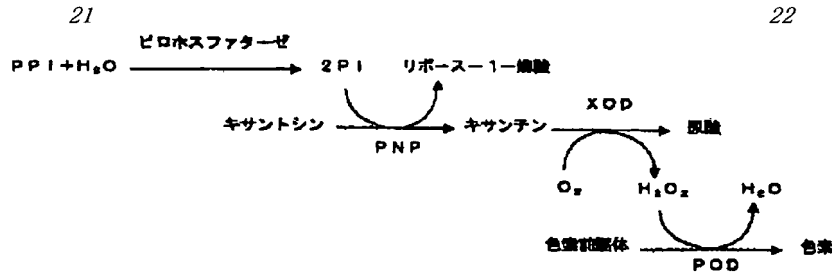 21 22
ピロホスファターゼ
PPI+H₂O 2PI リボース-1-燐酸
XOD
キサントシン キサンテン 尿酸
PNP
O₂ H₂O₂ H₂O
色素前駆体 色素
POD